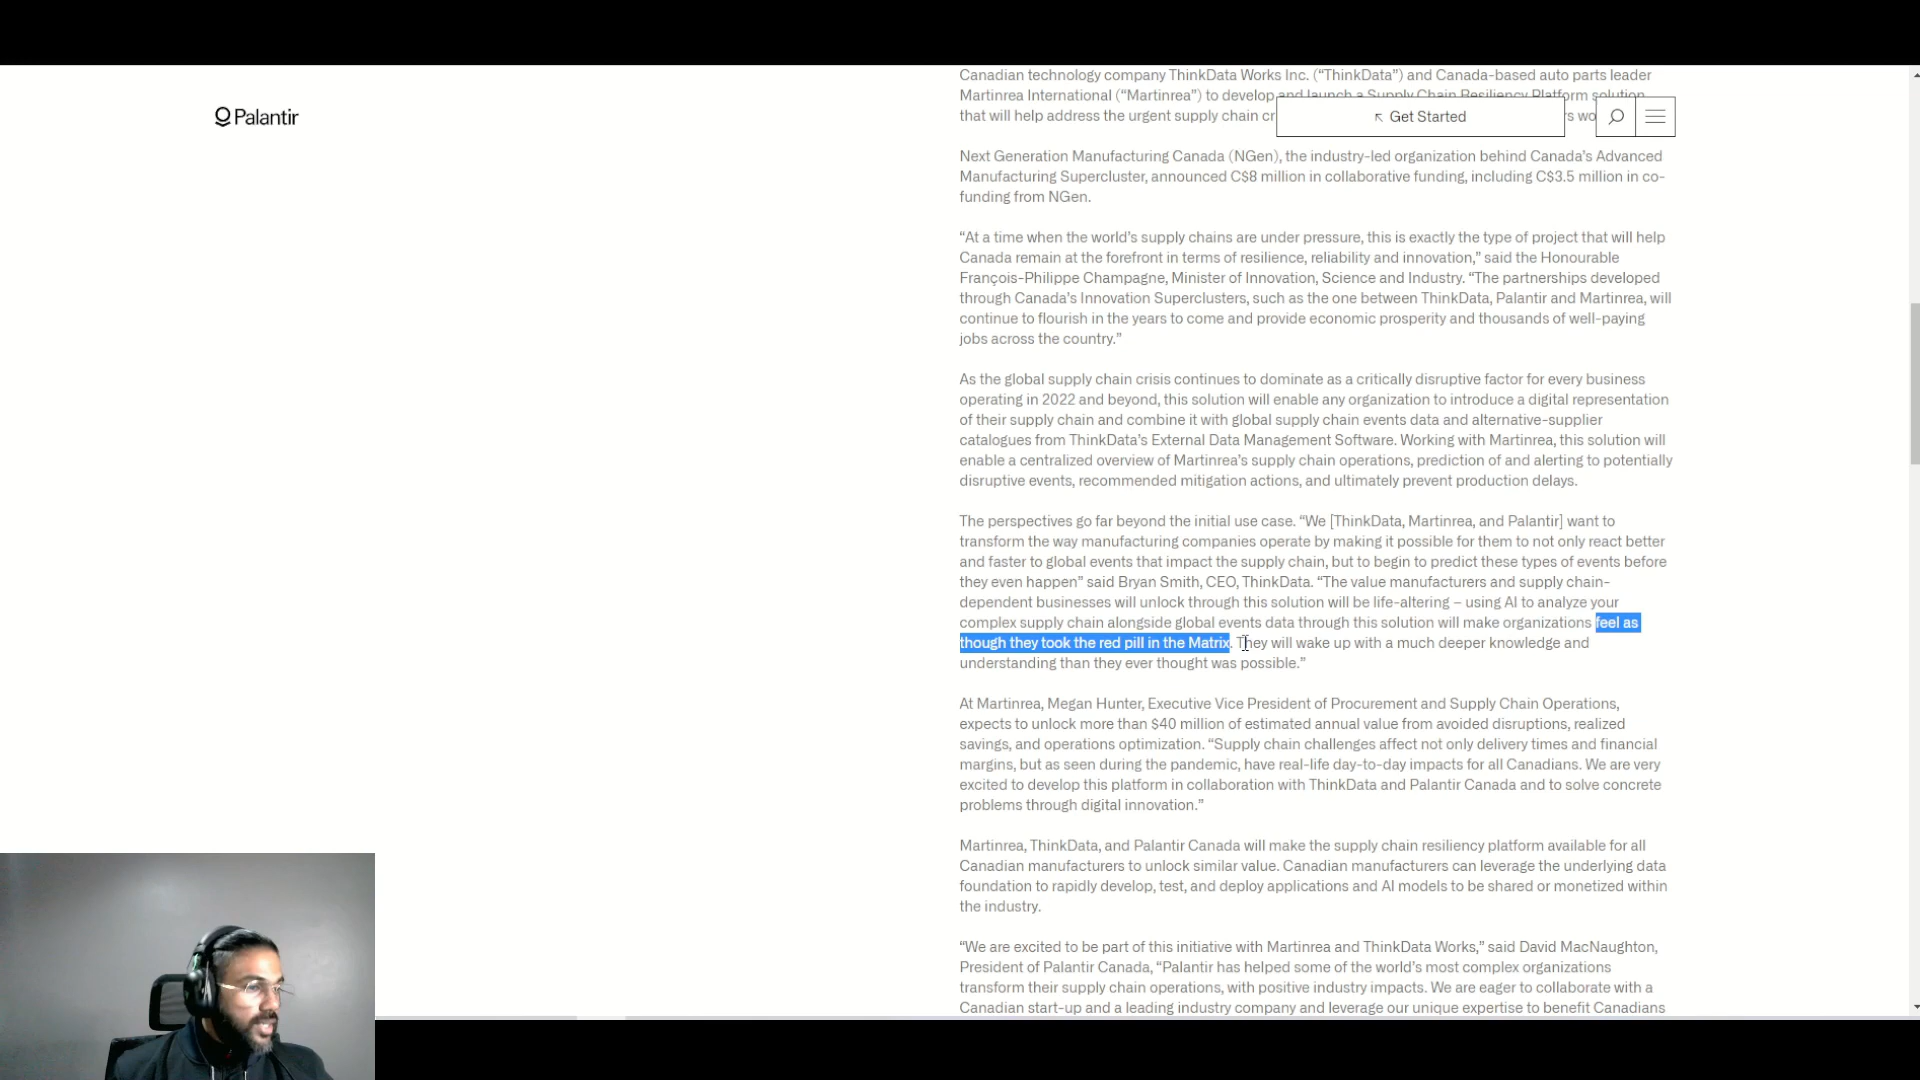 Canadian technology company ThinkData Works Inc. (“ThinkData”) and Canada-based auto parts leader
Martinrea International (“Martinrea”) to develop and launch a Supply Chain Resiliency Platform solution
that will help address the urgent supply chain
Palantir
Get Started
Next Generation Manufacturing Canada (NGen), the industry-led organization behind Canada’s Advanced
Manufacturing Supercluster, announced C$8 million in collaborative funding, including C$3.5 million in co-
funding from NGen.
“At a time when the world’s supply chains are under pressure, this is exactly the type of project that will help
Canada remain at the forefront in terms of resilience, reliability and innovation,” said the Honourable
François-Philippe Champagne, Minister of Innovation, Science and Industry. “The partnerships developed
through Canada’s Innovation Superclusters, such as the one between ThinkData, Palantir and Martinrea, will
continue to flourish in the years to come and provide economic prosperity and thousands of well-paying
jobs across the country.”
As the global supply chain crisis continues to dominate as a critically disruptive factor for every business
operating in 2022 and beyond, this solution will enable any organization to introduce a digital representation
of their supply chain and combine it with global supply chain events data and alternative-supplier
catalogues from ThinkData’s External Data Management Software. Working with Martinrea, this solution will
enable a centralized overview of Martinrea’s supply chain operations, prediction of and alerting to potentially
disruptive events, recommended mitigation actions, and ultimately prevent production delays.
The perspectives go far beyond the initial use case. “We [ThinkData, Martinrea, and Palantir] want to
transform the way manufacturing companies operate by making it possible for them to not only react better
and faster to global events that impact the supply chain, but to begin to predict these types of events before
they even happen” said Bryan Smith, CEO, ThinkData. “The value manufacturers and supply chain-
dependent businesses will unlock through this solution will be life-altering – using AI to analyze your
complex supply chain alongside global events data through this solution will make organizations feel as
though they took the red pill in the Matrix. They will wake up with a much deeper knowledge and
understanding than they ever thought was possible.”
At Martinrea, Megan Hunter, Executive Vice President of Procurement and Supply Chain Operations,
expects to unlock more than $40 million of estimated annual value from avoided disruptions, realized
savings, and operations optimization. “Supply chain challenges affect not only delivery times and financial
margins, but as seen during the pandemic, have real-life day-to-day impacts for all Canadians. We are very
excited to develop this platform in collaboration with ThinkData and Palantir Canada and to solve concrete
problems through digital innovation.”
Martinrea, ThinkData, and Palantir Canada will make the supply chain resiliency platform available for all
Canadian manufacturers to unlock similar value. Canadian manufacturers can leverage the underlying data
foundation to rapidly develop, test, and deploy applications and AI models to be shared or monetized within
the industry.
“We are excited to be part of this initiative with Martinrea and ThinkData Works,” said David MacNaughton,
President of Palantir Canada, “Palantir has helped some of the world’s most complex organizations
transform their supply chain operations, with positive industry impacts. We are eager to collaborate with a
Canadian start-up and a leading industry company and leverage our unique expertise to benefit Canadians